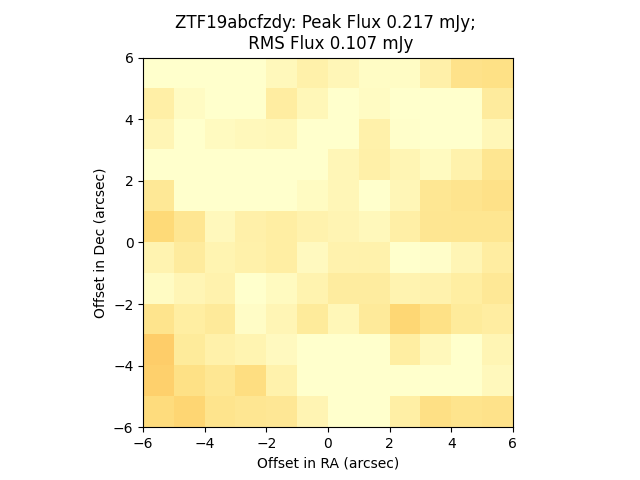 ZTF19abcfzdy: Peak Flux 0.217 mJy;
RMS Flux 0.107 mJy
6
4
2
0
−2
−4
−6
Offset in Dec (arcsec)
−6 −4 −2 0 2 4 6
Offset in RA (arcsec)